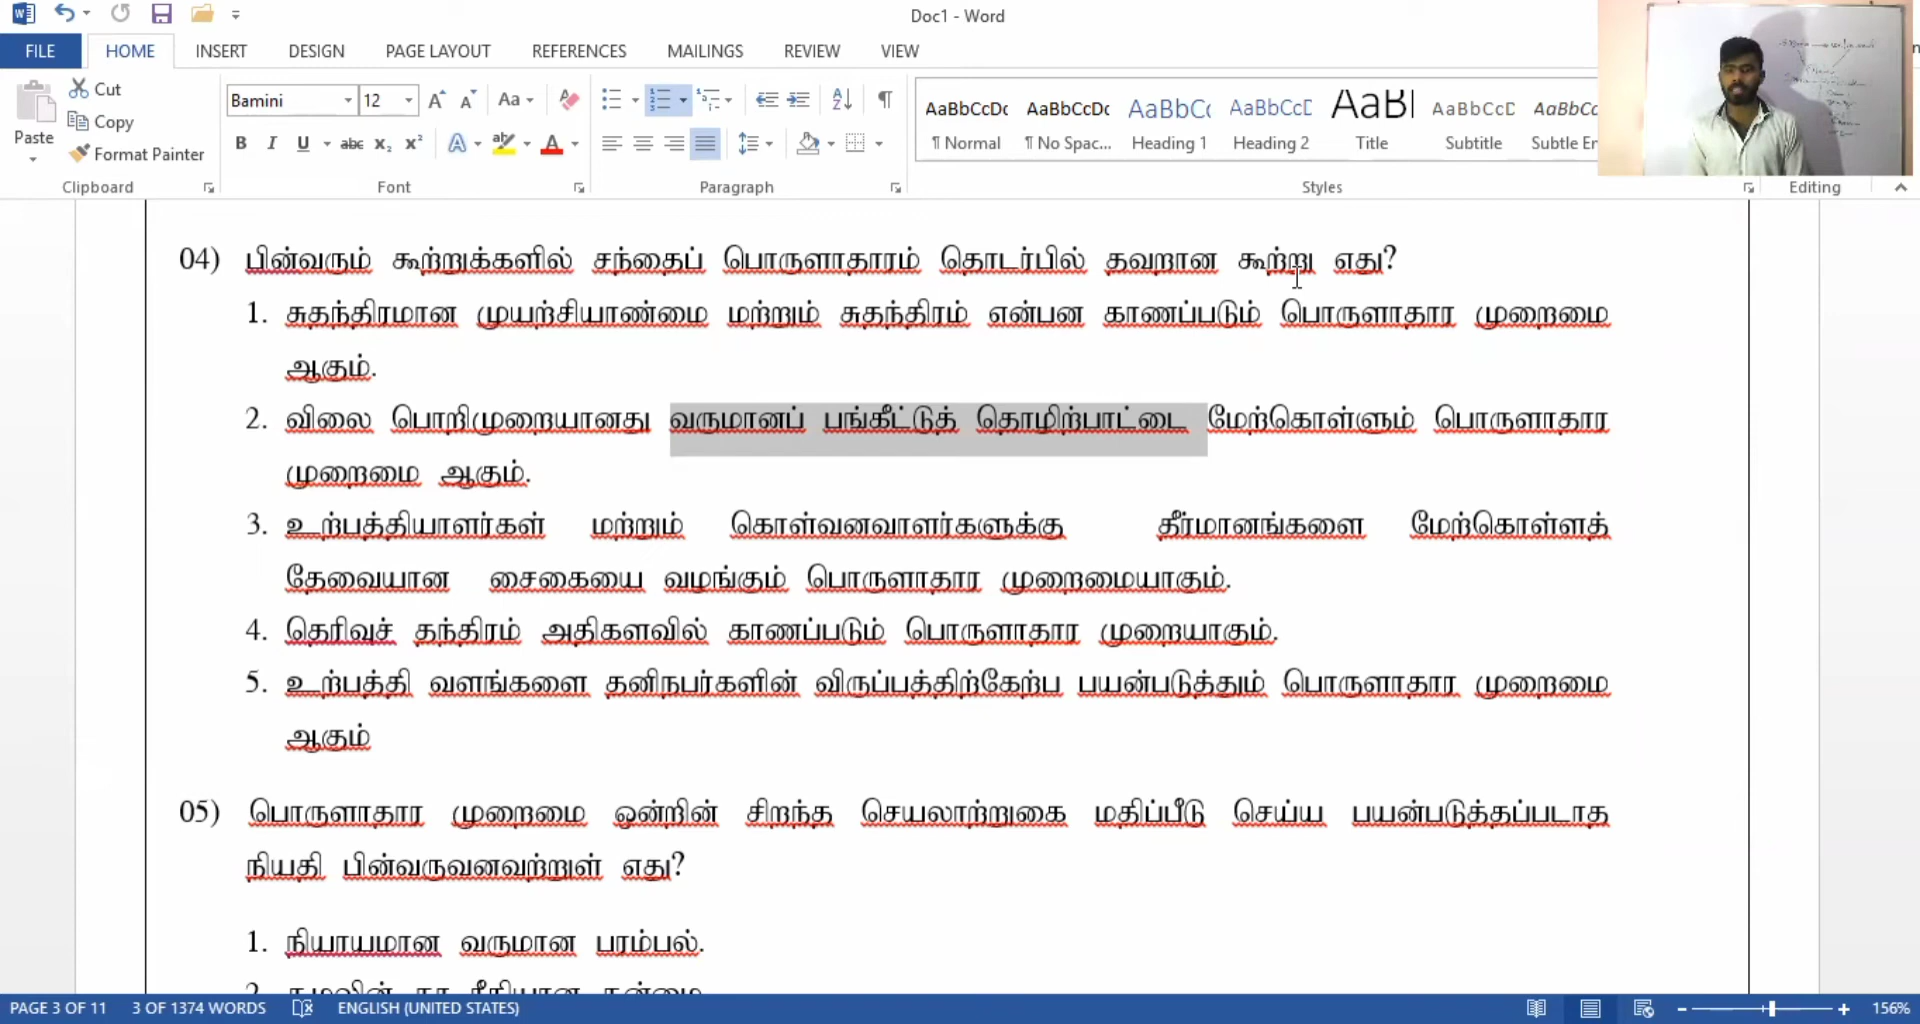 Doc1 - Word
FILE HOME INSERT DESIGN PAGE LAYOUT REFERENCES MAILINGS REVIEW VIEW
Cut
Copy
Format Painter
Paste
Clipboard
Bamini 12
Font
Paragraph
AaBbCcDc AaBbCcDc AaBbCc AaBbCcD AaBl AaBbCcD AaBbCc
¶ Normal ¶ No Spac... Heading 1 Heading 2 Title Subtitle Subtle En
Styles
Editing
04) பின்வரும் கூற்றுக்களில் சந்தைப் பொருளாதாரம் தொடர்பில் தவறான கூற்று எது?
1. சுதந்திரமான முயற்சியாண்மை மற்றும் சுதந்திரம் என்பன காணப்படும் பொருளாதார முறைமை
ஆகும்.
2. விலை பொறிமுறையானது வருமானப் பங்கீட்டுத் தொழிற்பாட்டை மேற்கொள்ளும் பொருளாதார
முறைமை ஆகும்.
3. உற்பத்தியாளர்கள் மற்றும் கொள்வனவாளர்களுக்கு தீர்மானங்களை மேற்கொள்ளத்
தேவையான சைகையை வழங்கும் பொருளாதார முறைமையாகும்.
4. தெரிவுச் தந்திரம் அதிகளவில் காணப்படும் பொருளாதார முறையாகும்.
5. உற்பத்தி வளங்களை தனிநபர்களின் விருப்பத்திற்கேற்ப பயன்படுத்தும் பொருளாதார முறைமை
ஆகும்
05) பொருளாதார முறைமை ஒன்றின் சிறந்த செயலாற்றுகை மதிப்பீடு செய்ய பயன்படுத்தப்படாத
நியதி பின்வருவனவற்றுள் எது?
1. நியாயமான வருமான பரம்பல்.
PAGE 3 OF 11 3 OF 1374 WORDS ENGLISH (UNITED STATES) 156%